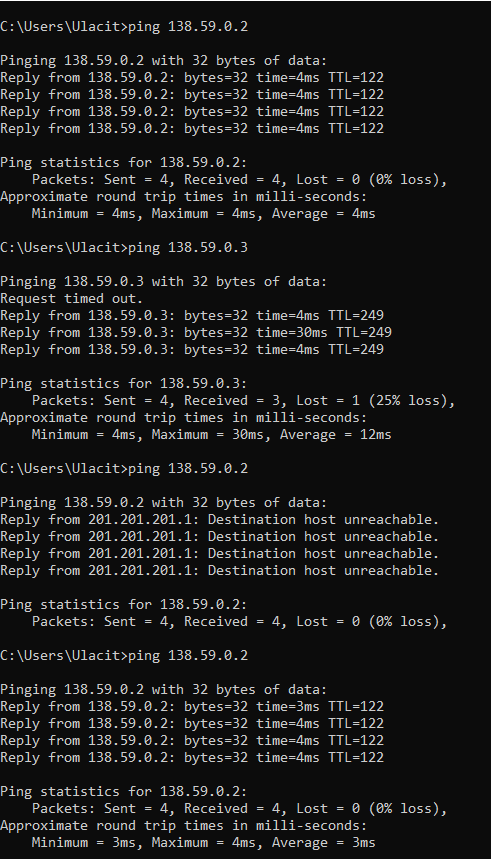 C:\Users\Ulacit>ping 138.59.0.2
Pinging 138.59.0.2 with 32 bytes of data:
Reply from 138.59.0.2: bytes=32 time=4ms TTL=122
Reply from 138.59.0.2: bytes=32 time=4ms TTL=122
Reply from 138.59.0.2: bytes=32 time=4ms TTL=122
Reply from 138.59.0.2: bytes=32 time=4ms TTL=122
Ping statistics for 138.59.0.2:
    Packets: Sent = 4, Received = 4, Lost = 0 (0% loss),
Approximate round trip times in milli-seconds:
    Minimum = 4ms, Maximum = 4ms, Average = 4ms
C:\Users\Ulacit>ping 138.59.0.3
Pinging 138.59.0.3 with 32 bytes of data:
Request timed out.
Reply from 138.59.0.3: bytes=32 time=4ms TTL=249
Reply from 138.59.0.3: bytes=32 time=30ms TTL=249
Reply from 138.59.0.3: bytes=32 time=4ms TTL=249
Ping statistics for 138.59.0.3:
    Packets: Sent = 4, Received = 3, Lost = 1 (25% loss),
Approximate round trip times in milli-seconds:
    Minimum = 4ms, Maximum = 30ms, Average = 12ms
C:\Users\Ulacit>ping 138.59.0.2
Pinging 138.59.0.2 with 32 bytes of data:
Reply from 201.201.201.1: Destination host unreachable.
Reply from 201.201.201.1: Destination host unreachable.
Reply from 201.201.201.1: Destination host unreachable.
Reply from 201.201.201.1: Destination host unreachable.
Ping statistics for 138.59.0.2:
    Packets: Sent = 4, Received = 4, Lost = 0 (0% loss),
C:\Users\Ulacit>ping 138.59.0.2
Pinging 138.59.0.2 with 32 bytes of data:
Reply from 138.59.0.2: bytes=32 time=3ms TTL=122
Reply from 138.59.0.2: bytes=32 time=4ms TTL=122
Reply from 138.59.0.2: bytes=32 time=4ms TTL=122
Reply from 138.59.0.2: bytes=32 time=4ms TTL=122
Ping statistics for 138.59.0.2:
    Packets: Sent = 4, Received = 4, Lost = 0 (0% loss),
Approximate round trip times in milli-seconds:
    Minimum = 3ms, Maximum = 4ms, Average = 3ms